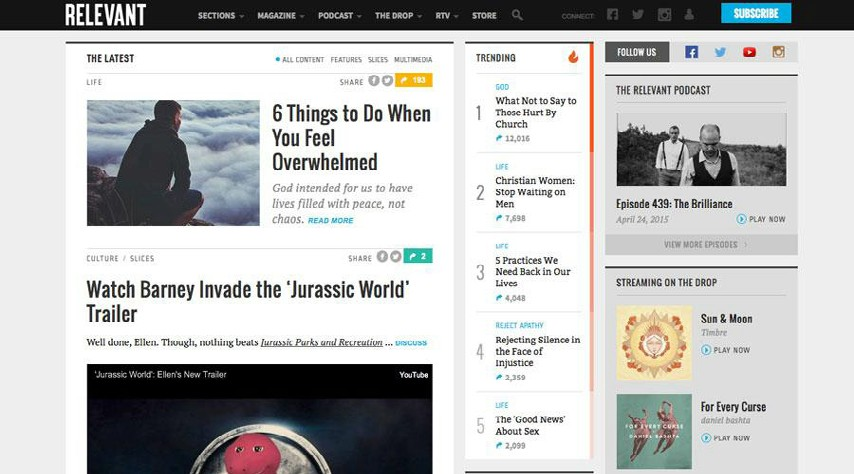 RELEVANT
SECTIONS
MAGAZINE
PODCAST
THE DROP
RTV
STORE
CONNECT:
SUBSCRIBE
THE LATEST
ALL CONTENT FEATURES SLICES MULTIMEDIA
LIFE
SHARE
193
6 Things to Do When
You Feel
Overwhelmed
God intended for us to have
lives filled with peace, not
chaos. READ MORE
CULTURE / SLICES
SHARE
2
Watch Barney Invade the ‘Jurassic World’
Trailer
Well done, Ellen. Though, nothing beats Jurassic Parks and Recreation ... DISCUSS
'Jurassic World': Ellen's New Trailer
YouTube
TRENDING
1
GOD
What Not to Say to
Those Hurt By
Church
12,016
2
LIFE
Christian Women:
Stop Waiting on
Men
7,698
3
LIFE
5 Practices We
Need Back in Our
Lives
4,048
4
REJECT APATHY
Rejecting Silence in
the Face of
Injustice
2,359
5
LIFE
The ‘Good News’
About Sex
2,099
FOLLOW US
THE RELEVANT PODCAST
Episode 439: The Brilliance
April 24, 2015
PLAY NOW
VIEW MORE EPISODES
STREAMING ON THE DROP
Sun & Moon
Timbre
PLAY NOW
FOR EVERY CURSE
DANIEL BASHTA
For Every Curse
daniel bashta
PLAY NOW